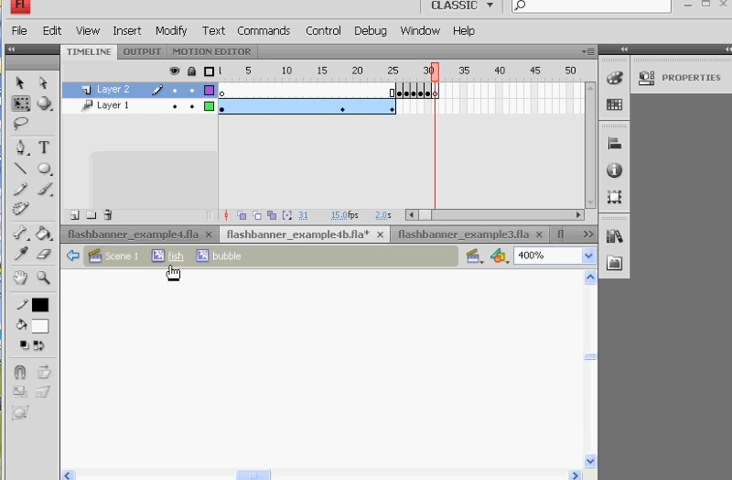 Fl
CLASSIC
File Edit View Insert Modify Text Commands Control Debug Window Help
TIMELINE OUTPUT MOTION EDITOR
PROPERTIES
5 10 15 20 25 30 35 40 45 50
Layer 2
Layer 1
31 15.0fps 2.0s
flashbanner_example4.fla × flashbanner_example4b.fla* × flashbanner_example3.fla × fl
Scene 1 fish bubble 400%
T